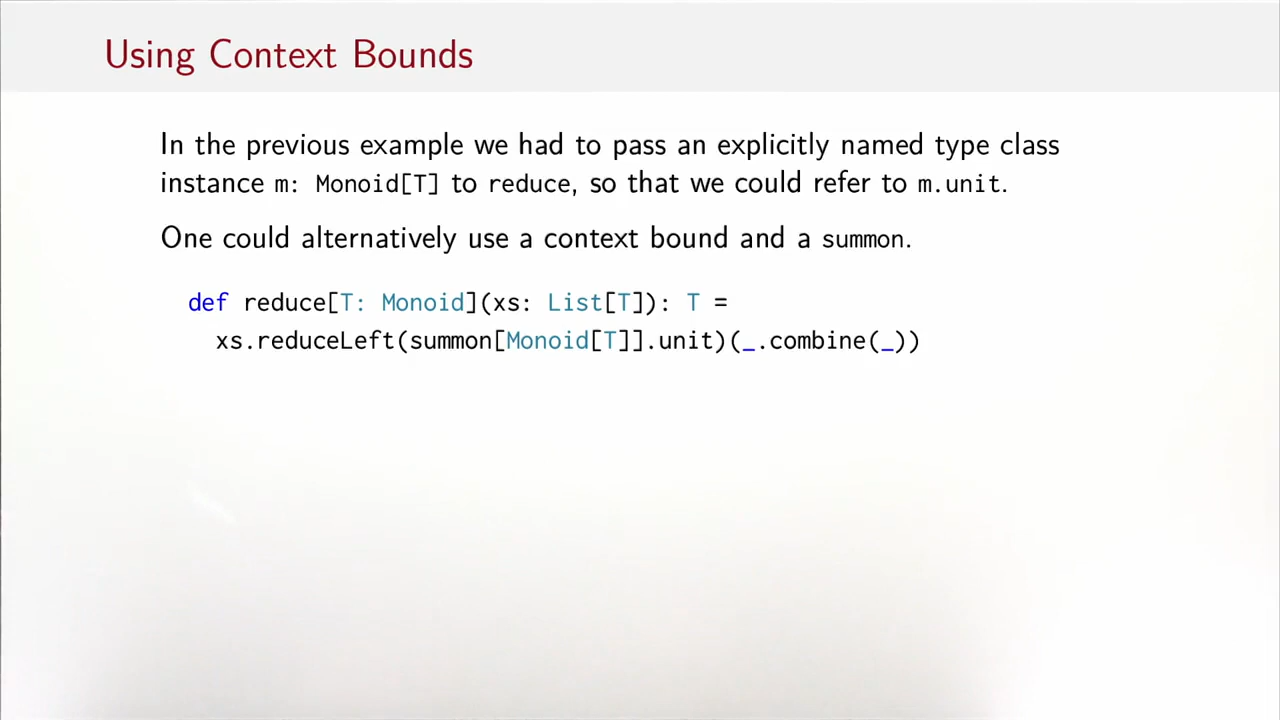 Using Context Bounds
In the previous example we had to pass an explicitly named type class
instance m: Monoid[T] to reduce, so that we could refer to m.unit.
One could alternatively use a context bound and a summon.
def reduce[T: Monoid](xs: List[T]): T =
xs.reduceLeft(summon[Monoid[T]].unit)(_.combine(_))